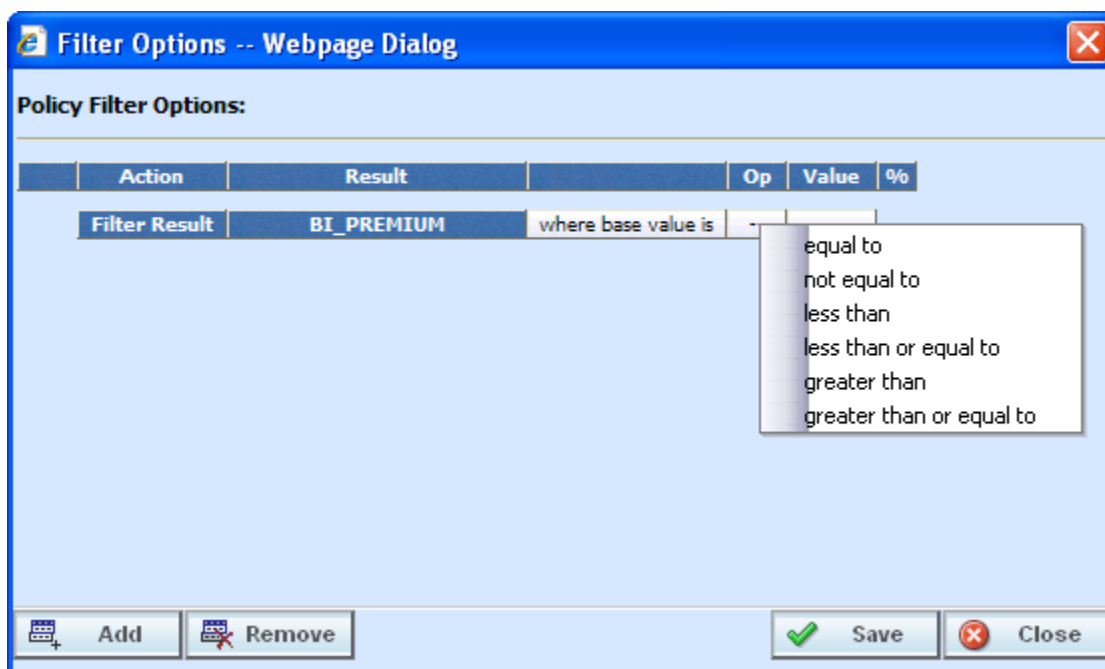 Filter Options -- Webpage Dialog
Policy Filter Options:
Action Result Op Value %
Filter Result BI_PREMIUM where base value is -
equal to
not equal to
less than
less than or equal to
greater than
greater than or equal to
Add Remove Save Close